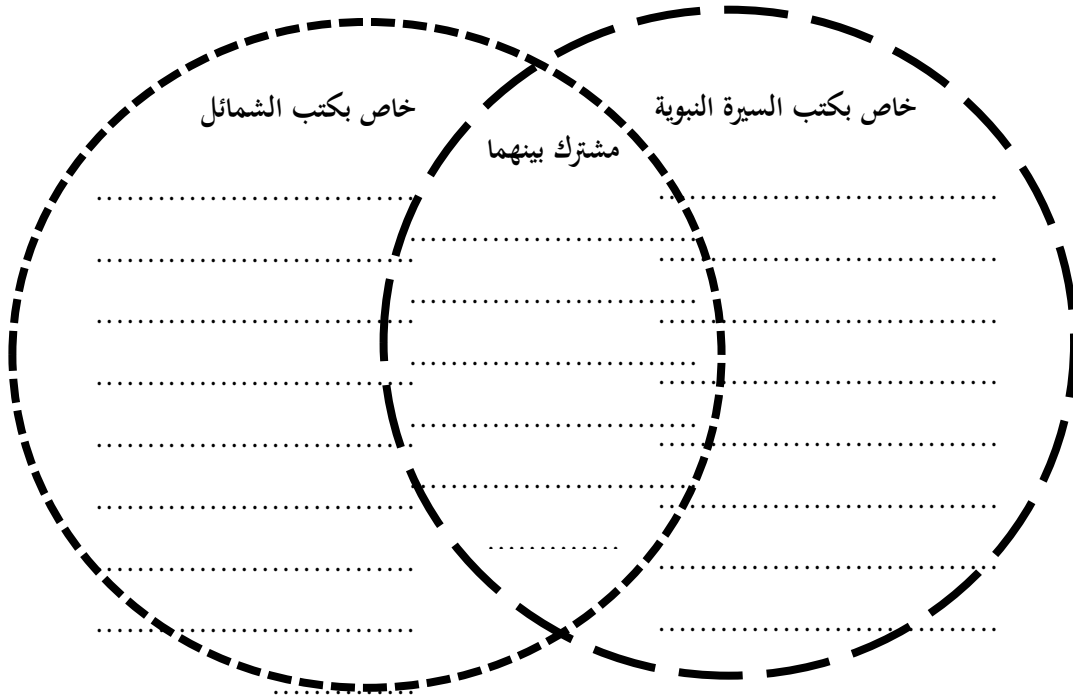 خاص بكتب السيرة النبوية
خاص بكتب الشمائل
مشترك بينهما